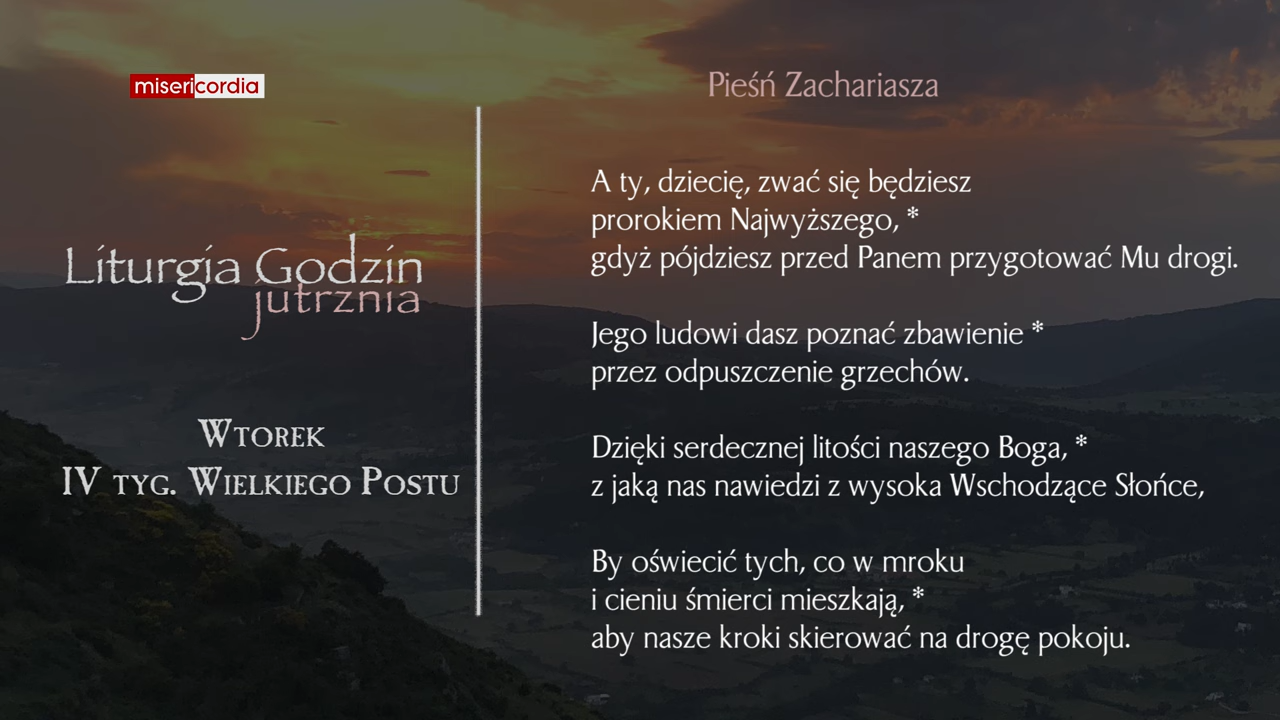 misericordia
Liturgia Godzin
jutrznia
Wtorek
IV tyg. Wielkiego Postu
Pieśń Zachariasza
A ty, dziecię, zwać się będziesz
prorokiem Najwyższego, *
gdyż pójdziesz przed Panem przygotować Mu drogi.
Jego ludowi dasz poznać zbawienie *
przez odpuszczenie grzechów.
Dzięki serdecznej litości naszego Boga, *
z jaką nas nawiedzi z wysoka Wschodzące Słońce,
By oświecić tych, co w mroku
i cieniu śmierci mieszkają, *
aby nasze kroki skierować na drogę pokoju.